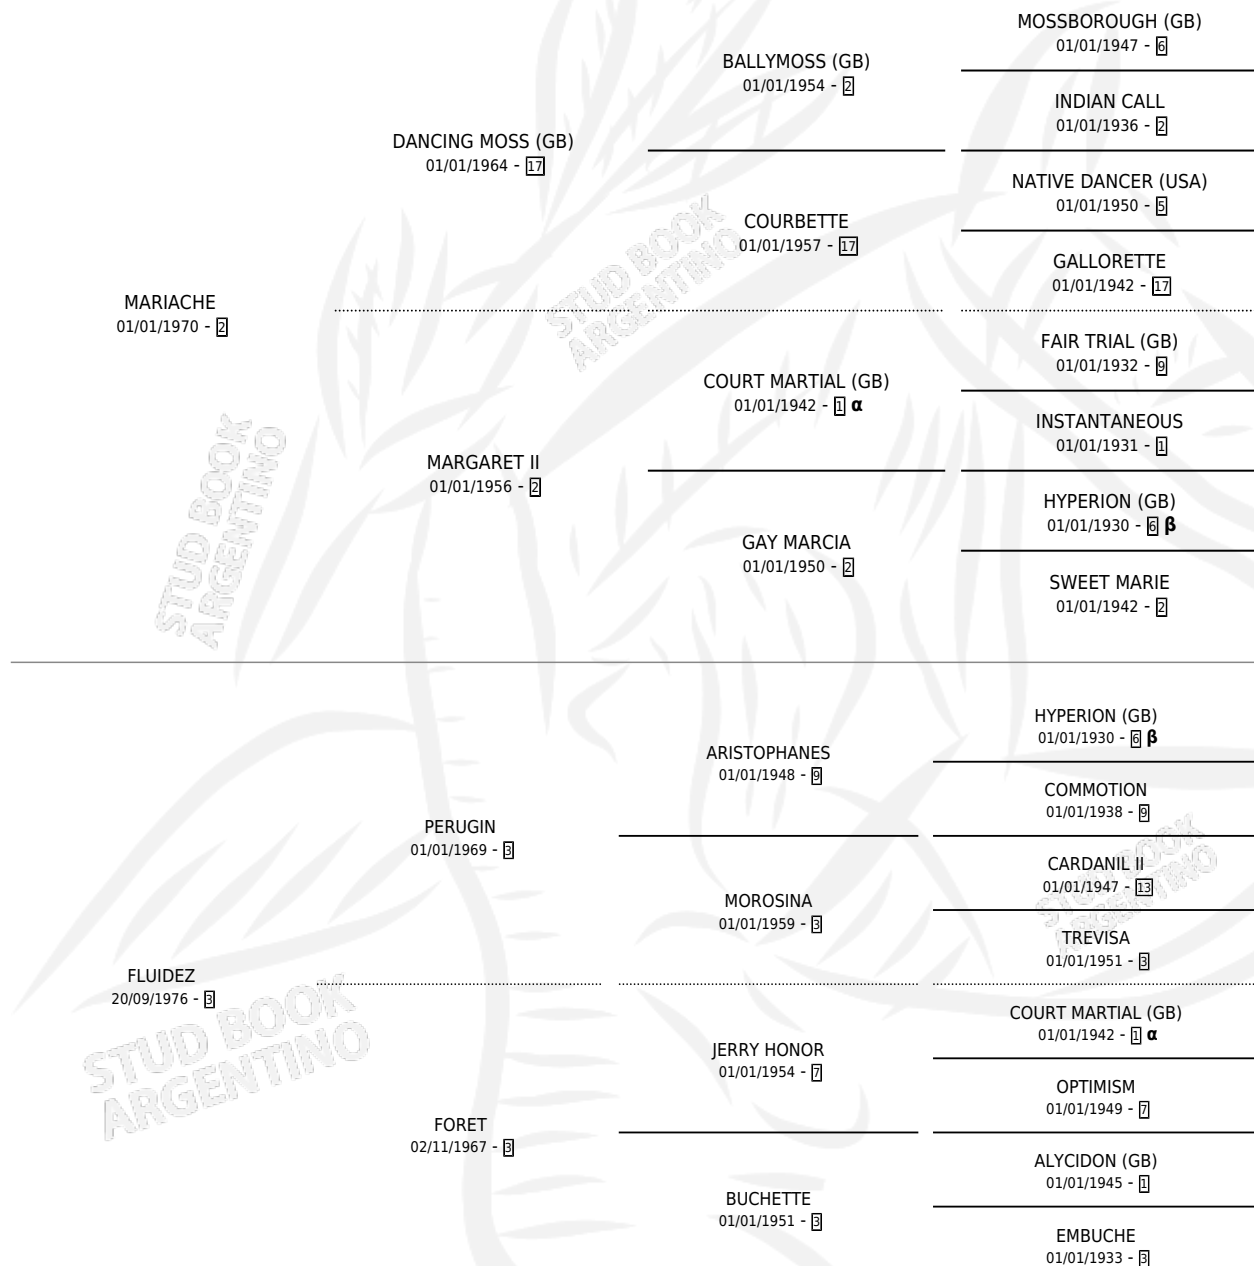 MOSSBOROUGH (GB)
01/01/1947 - 6
BALLYMOSS (GB)
01/01/1954 - 2
INDIAN CALL
01/01/1936 - 2
DANCING MOSS (GB)
01/01/1964 - 17
NATIVE DANCER (USA)
01/01/1950 - 5
COURBETTE
01/01/1957 - 17
GALLORETTE
01/01/1942 - 17
MARIACHE
01/01/1970 - 2
FAIR TRIAL (GB)
01/01/1932 - 9
COURT MARTIAL (GB)
01/01/1942 - 1 α
INSTANTANEOUS
01/01/1931 - 1
MARGARET II
01/01/1956 - 2
HYPERION (GB)
01/01/1930 - 6 β
GAY MARCIA
01/01/1950 - 2
SWEET MARIE
01/01/1942 - 2
HYPERION (GB)
01/01/1930 - 6 β
ARISTOPHANES
01/01/1948 - 9
COMMOTION
01/01/1938 - 9
PERUGIN
01/01/1969 - 3
CARDANIL II
01/01/1947 - 13
MOROSINA
01/01/1959 - 3
TREVISA
01/01/1951 - 3
FLUIDEZ
20/09/1976 - 3
COURT MARTIAL (GB)
01/01/1942 - 1 α
JERRY HONOR
01/01/1954 - 7
OPTIMISM
01/01/1949 - 7
FORET
02/11/1967 - 3
ALYCIDON (GB)
01/01/1945 - 1
BUCHETTE
01/01/1951 - 3
EMBUCHE
01/01/1933 - 3
STUD BOOK
ARGENTINO
STUD BOOK
ARGENTINO
STUD BOOK
ARGENTINO
STUD BOOK
ARGENTINO